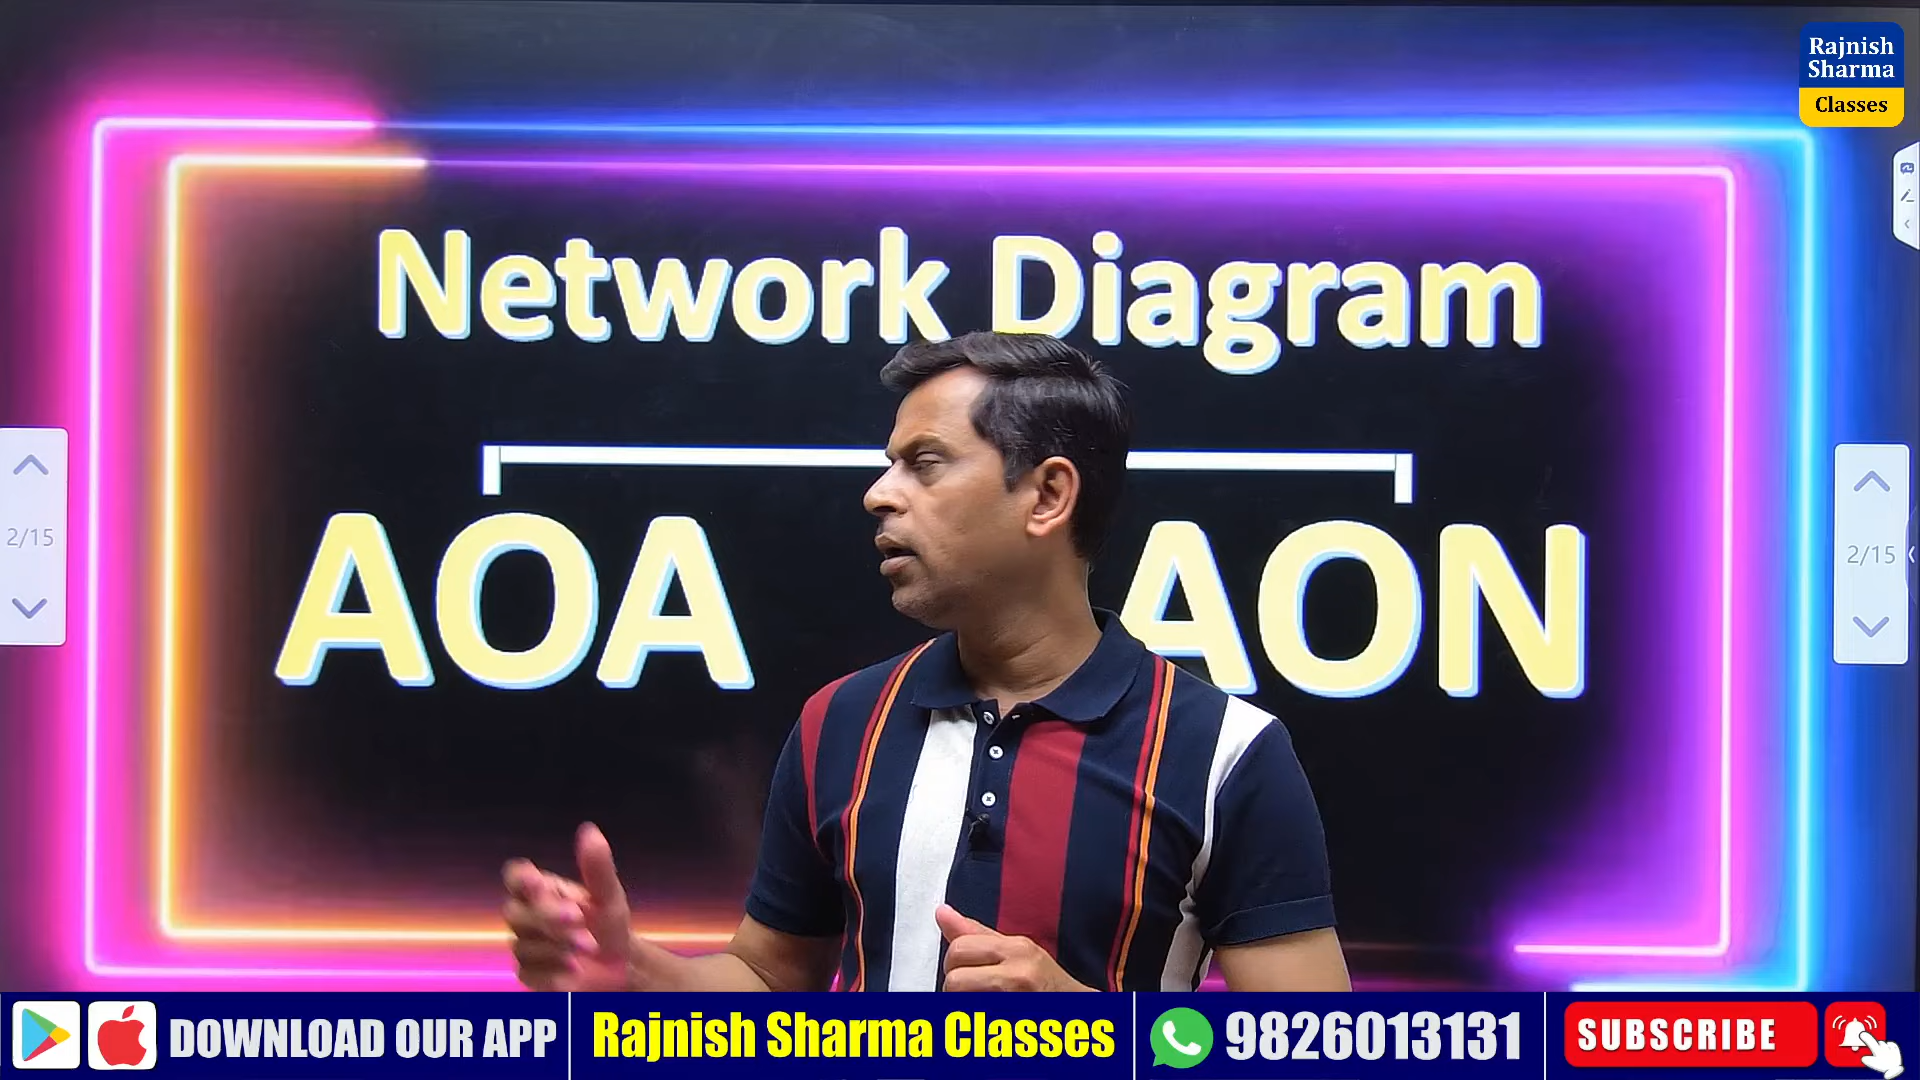 Rajnish
Sharma
Classes
Network Diagram
AOA AON
2/15
2/15
DOWNLOAD OUR APP
Rajnish Sharma Classes
9826013131
SUBSCRIBE